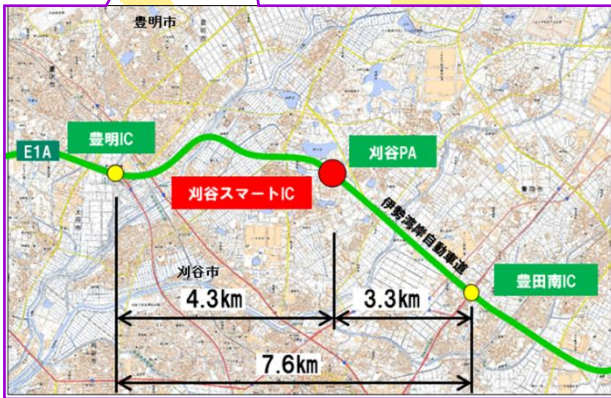 豊明市
豊明IC
E1A
刈谷PA
刈谷スマートIC
伊勢湾岸自動車道
刈谷市
豊田南IC
4.3km
3.3km
7.6km